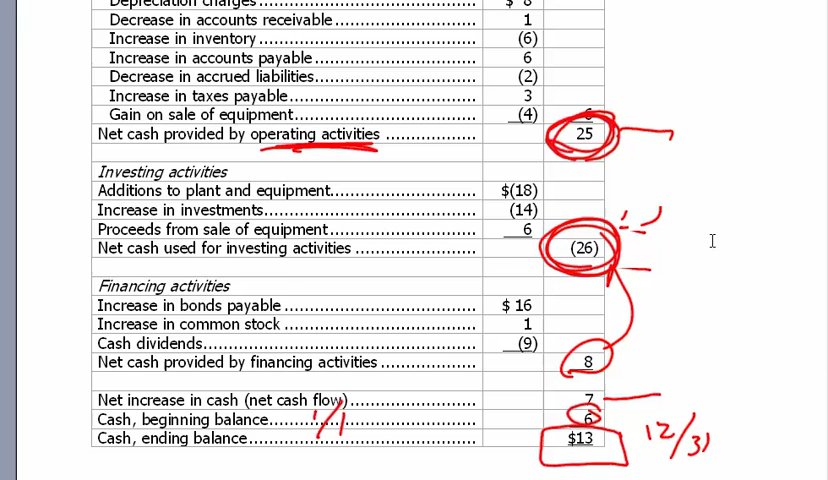 Depreciation charges........................................... $ 8
Decrease in accounts receivable............................. 1
Increase in inventory........................................... (6)
Increase in accounts payable................................. 6
Decrease in accrued liabilities................................ (2)
Increase in taxes payable...................................... 3
Gain on sale of equipment..................................... (4) 6
Net cash provided by operating activities .................. 25
Investing activities
Additions to plant and equipment............................ $(18)
Increase in investments........................................ (14)
Proceeds from sale of equipment............................. 6
Net cash used for investing activities ....................... (26)
Financing activities
Increase in bonds payable ..................................... $ 16
Increase in common stock ..................................... 1
Cash dividends................................................... (9)
Net cash provided by financing activities ................... 8
Net increase in cash (net cash flow)......................... 7
Cash, beginning balance........................................ 6
1/1
Cash, ending balance........................................... $13
12/31